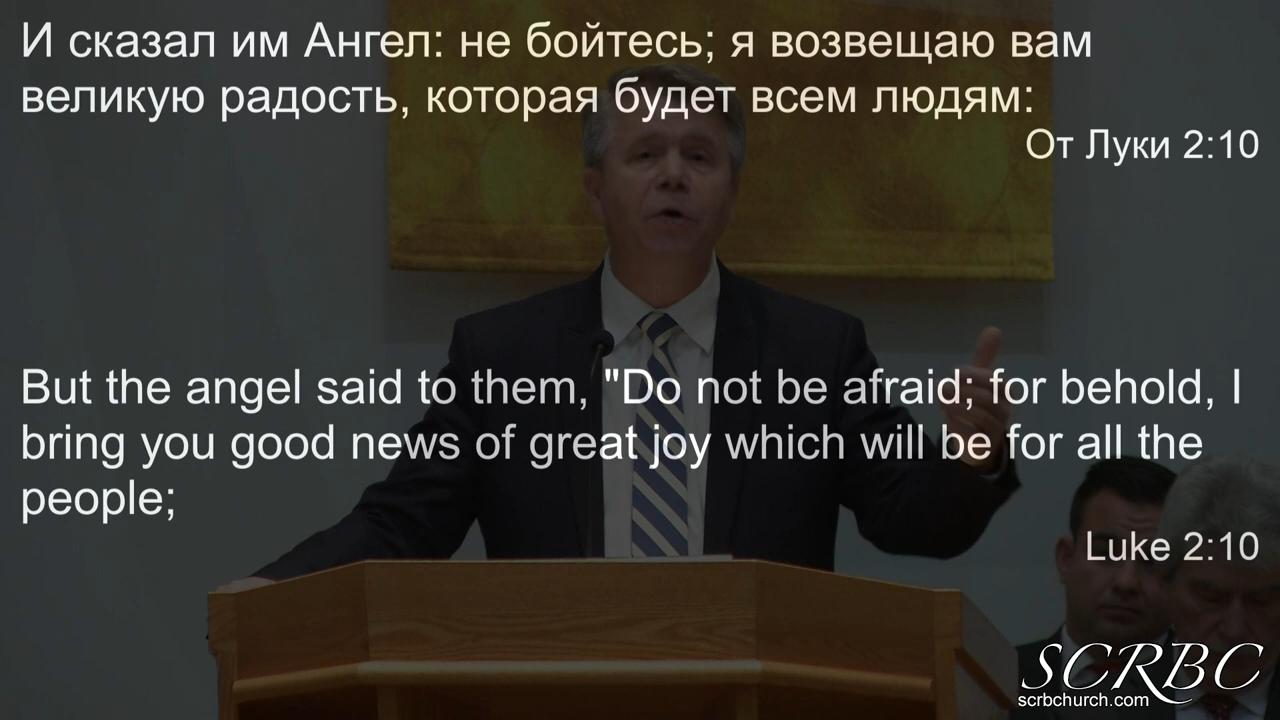 И сказал им Ангел: не бойтесь; я возвещаю вам
великую радость, которая будет всем людям:
От Луки 2:10
But the angel said to them, "Do not be afraid; for behold, I
bring you good news of great joy which will be for all the
people;
Luke 2:10
SCRBC
scrbchurch.com